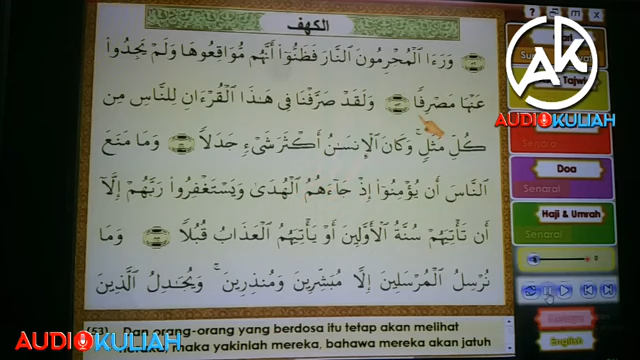 الكهف
وَرَءَا ٱلْمُجْرِمُونَ ٱلنَّارَ فَظَنُّوٓا۟ أَنَّهُم مُّوَاقِعُوهَا وَلَمْ يَجِدُوا۟
عَنْهَا مَصْرِفًا وَلَقَدْ صَرَّفْنَا فِى هَـٰذَا ٱلْقُرْءَانِ لِلنَّاسِ مِن
كُلِّ مَثَلٍ ۚ وَكَانَ ٱلْإِنسَـٰنُ أَكْثَرَ شَىْءٍ جَدَلًا وَمَا مَنَعَ
ٱلنَّاسَ أَن يُؤْمِنُوٓا۟ إِذْ جَآءَهُمُ ٱلْهُدَىٰ وَيَسْتَغْفِرُوا۟ رَبَّهُمْ إِلَّآ
أَن تَأْتِيَهُمْ سُنَّةُ ٱلْأَوَّلِينَ أَوْ يَأْتِيَهُمُ ٱلْعَذَابُ قُبُلًا وَمَا
نُرْسِلُ ٱلْمُرْسَلِينَ إِلَّا مُبَشِّرِينَ وَمُنذِرِينَ ۚ وَيُجَـٰدِلُ ٱلَّذِينَ
(53) Dan orang-orang yang berdosa itu tetap akan melihat
maka yakinlah mereka, bahawa mereka akan jatuh
? m x
AK
AUDIO KULIAH
Doa
Senarai
Haji & Umrah
Senarai
English
AUDIO KULIAH